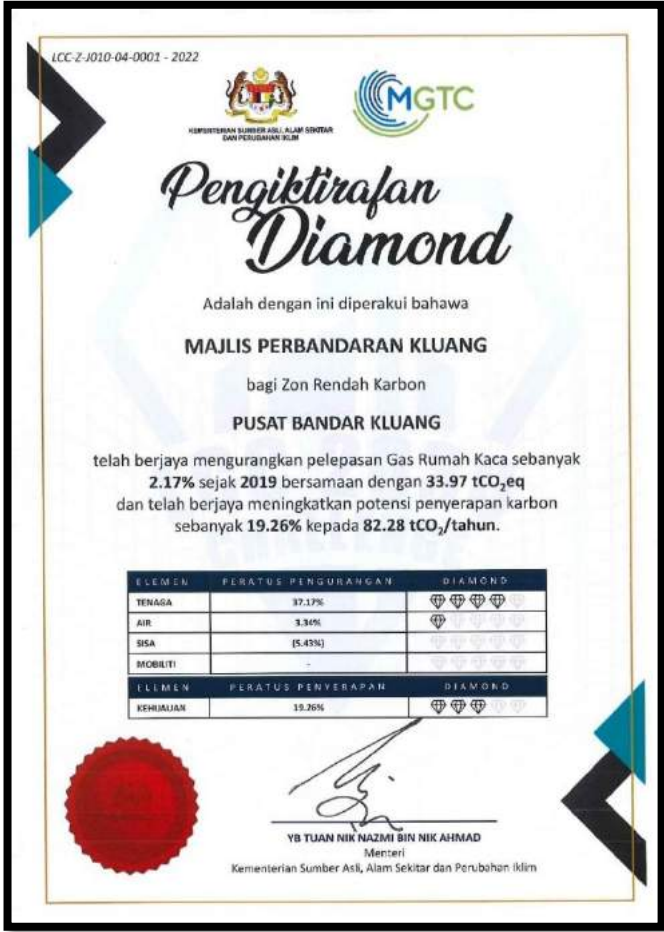 LCC-Z-J010-04-0001 - 2022
KEMENTERIAN SUMBER ASLI, ALAM SEKITAR
DAN PERUBAHAN IKLIM
MGTC
Pengiktirafan
Diamond
Adalah dengan ini diperakui bahawa
MAJLIS PERBANDARAN KLUANG
bagi Zon Rendah Karbon
PUSAT BANDAR KLUANG
telah berjaya mengurangkan pelepasan Gas Rumah Kaca sebanyak
2.17% sejak 2019 bersamaan dengan 33.97 tCO₂eq
dan telah berjaya meningkatkan potensi penyerapan karbon
sebanyak 19.26% kepada 82.28 tCO₂/tahun.
ELEMEN PERATUS PENGURANGAN DIAMOND
TENAGA 37.17%
AIR 3.34%
SISA (5.43%)
MOBILITI -
ELEMEN PERATUS PENYERAPAN DIAMOND
KEHIJAUAN 19.26%
YB TUAN NIK NAZMI BIN NIK AHMAD
Menteri
Kementerian Sumber Asli, Alam Sekitar dan Perubahan Iklim